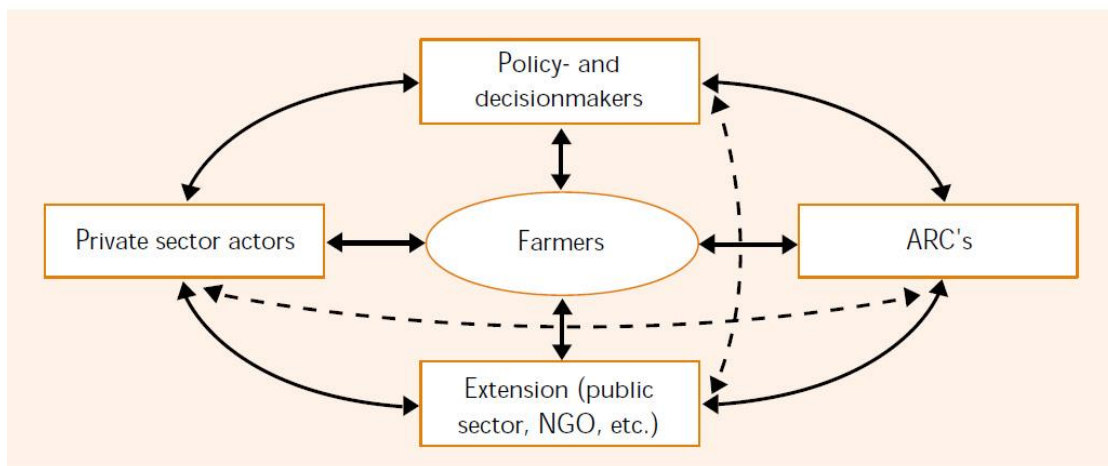 Policy- and
decisionmakers
Private sector actors
Farmers
ARC's
Extension (public
sector, NGO, etc.)